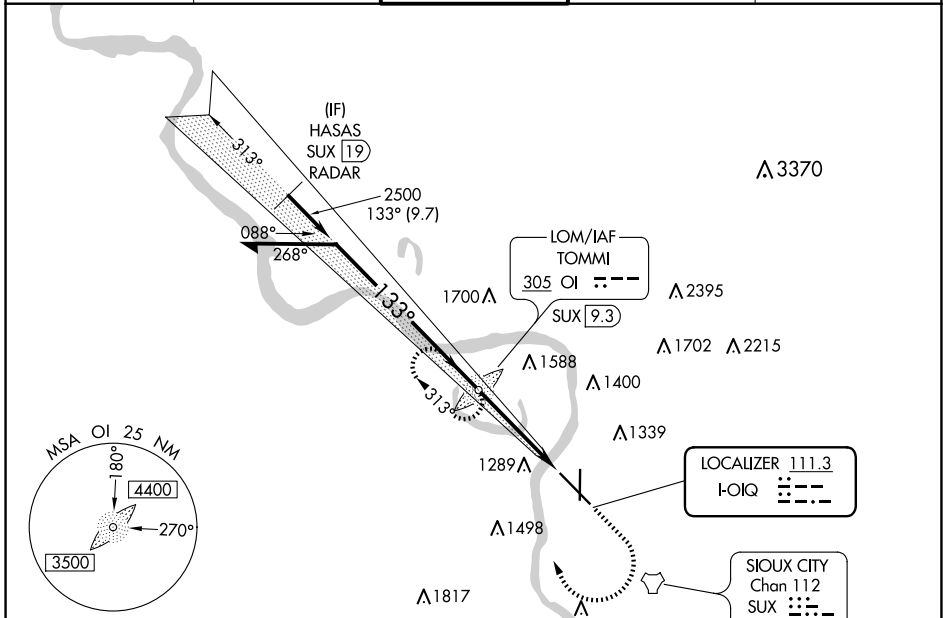 (IF)
HASAS
SUX 19
RADAR
313°
2500
133° (9.7)
088°
268°
3370
LOM/IAF
TOMMI
305 OI
SUX 9.3
1700
2395
133°
1588
1702
2215
1400
313°
1339
MSA OI 25 NM
180°
4400
270°
3500
1289
LOCALIZER 111.3
I-OIQ
1498
SIOUX CITY
Chan 112
SUX
1817